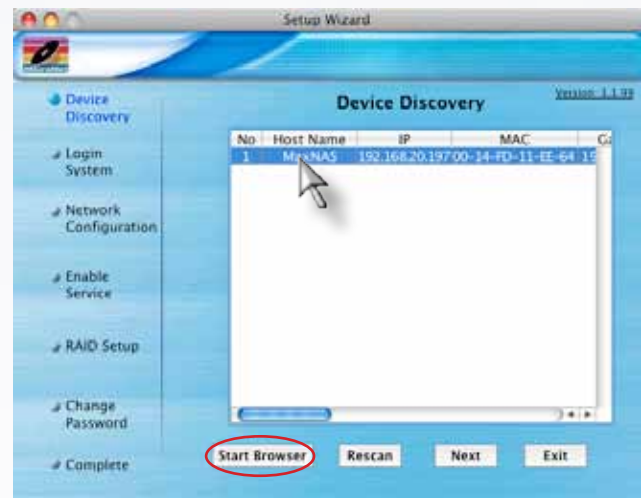 Setup Wizard
Version: 1.1.93
Device Discovery
Device
Discovery
Login
System
Network
Configuration
Enable
Service
RAID Setup
Change
Password
Complete
No Host Name IP MAC
1 MaxNAS 192.168.20.197 00-14-FD-11-EE-64
Start Browser Rescan Next Exit